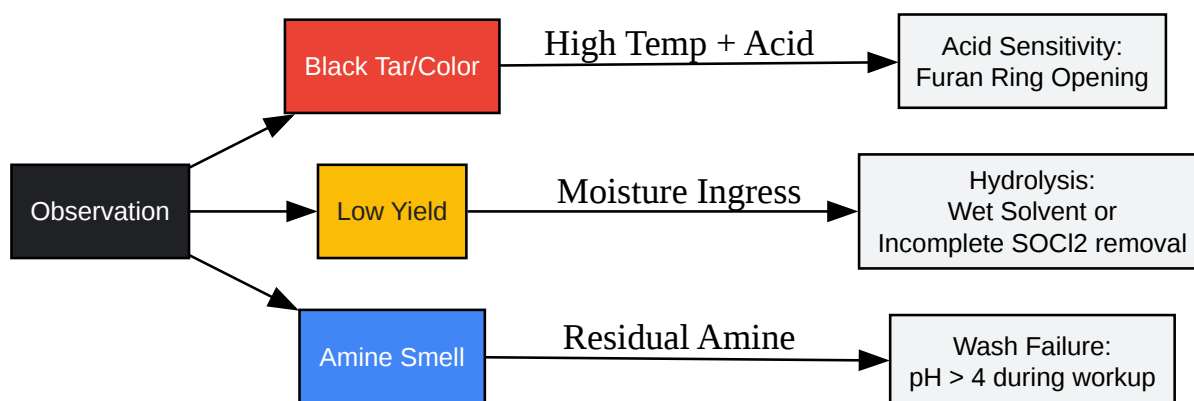 Observation
Black Tar/Color
High Temp + Acid
Acid Sensitivity:
Furan Ring Opening
Low Yield
Moisture Ingress
Hydrolysis:
Wet Solvent or
Incomplete SOCl2 removal
Amine Smell
Residual Amine
Wash Failure:
pH > 4 during workup